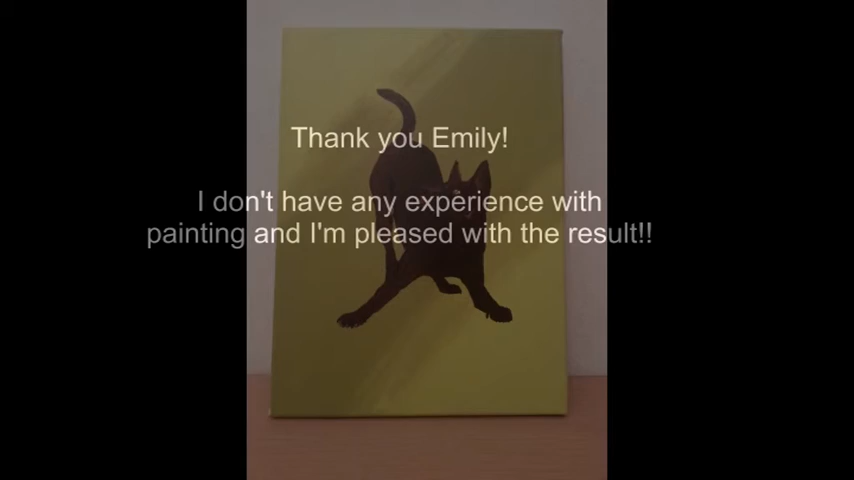 Thank you Emily!
I don't have any experience with
painting and I'm pleased with the result!!